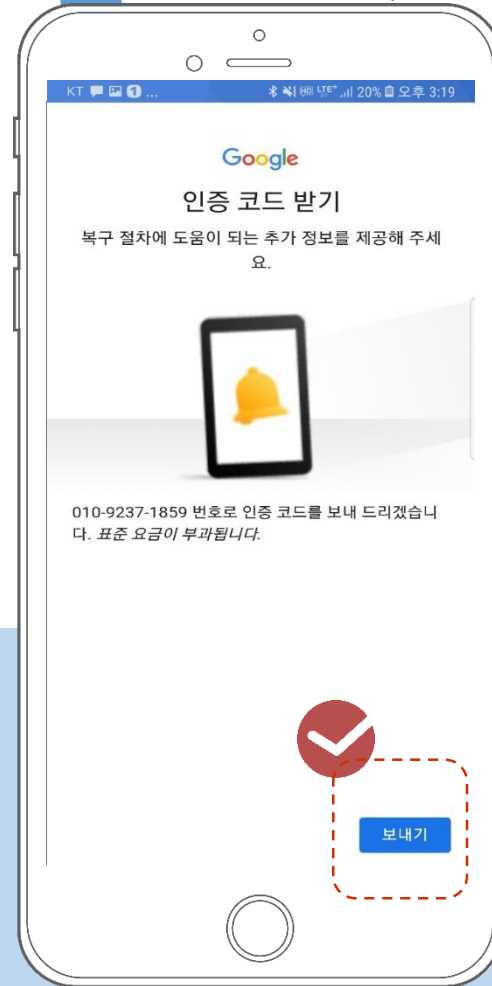 KT 1 ... HD LTE+ 20% 오후 3:19
Google
인증 코드 받기
복구 절차에 도움이 되는 추가 정보를 제공해 주세
요.
010-9237-1859 번호로 인증 코드를 보내 드리겠습니
다. 표준 요금이 부과됩니다.
보내기